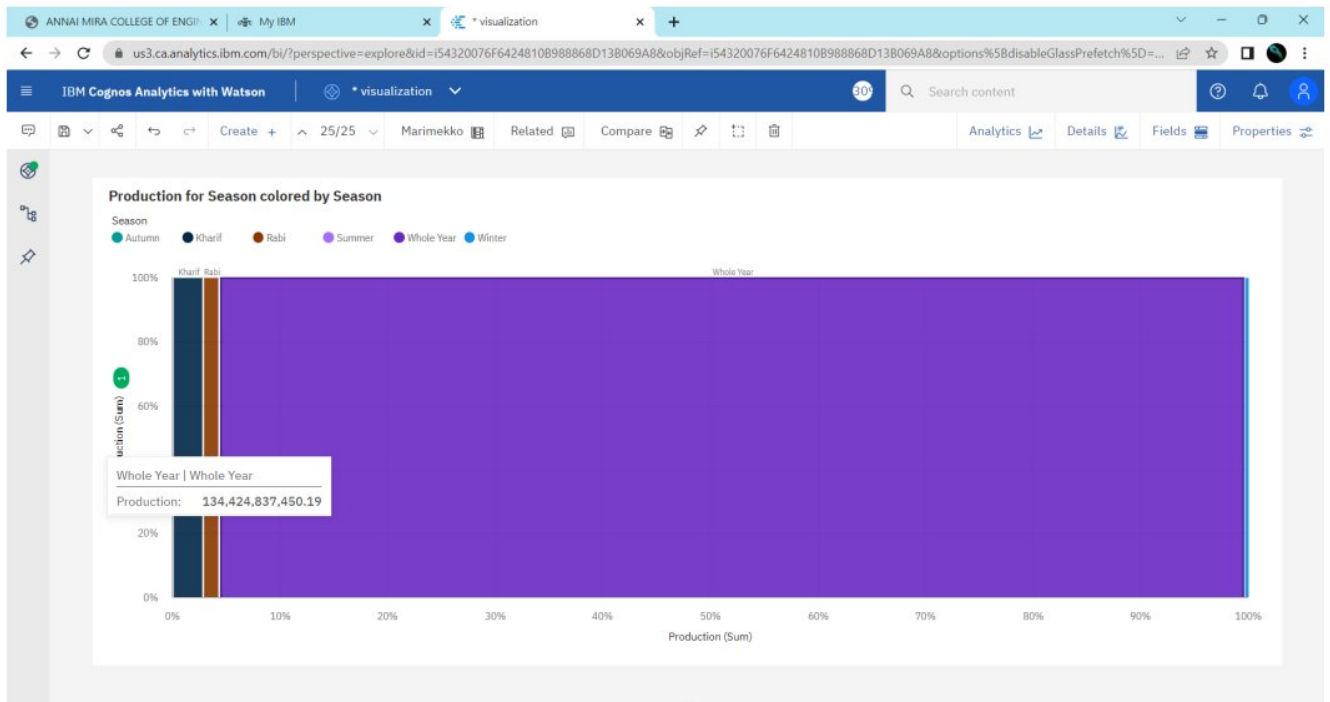 ANNAI MIRA COLLEGE OF ENGIN
My IBM
* visualization
us3.ca.analytics.ibm.com/bi/?perspective=explore&id=i54320076F6424810B988868D13B069A8&objRef=i54320076F6424810B988868D13B069A8&options%5BdisableGlassPrefetch%5D=...
IBM Cognos Analytics with Watson
* visualization
Search content
Create +
25/25
Marimekko
Related
Compare
Analytics
Details
Fields
Properties
Production for Season colored by Season
Season
Autumn Kharif Rabi Summer Whole Year Winter
Kharif Rabi Whole Year
100%
80%
60%
20%
0%
1
Whole Year | Whole Year
Production: 134,424,837,450.19
0% 10% 20% 30% 40% 50% 60% 70% 80% 90% 100%
Production (Sum)